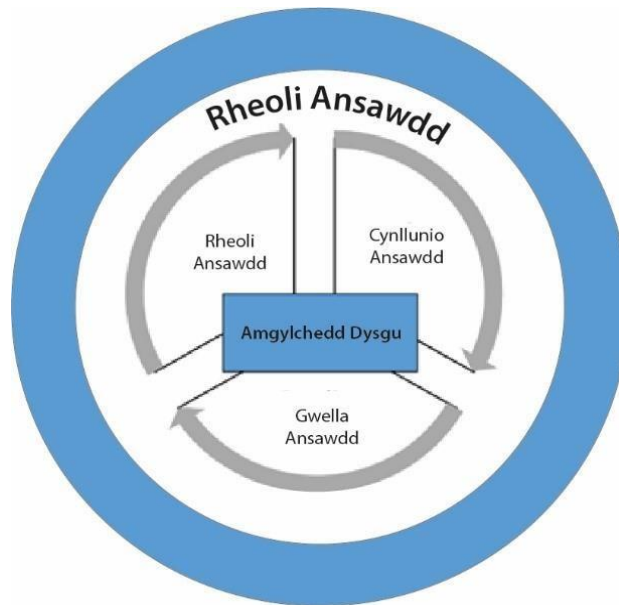 Rheoli Ansawdd
Rheoli
Ansawdd
Cynllunio
Ansawdd
Amgylchedd Dysgu
Gwella
Ansawdd